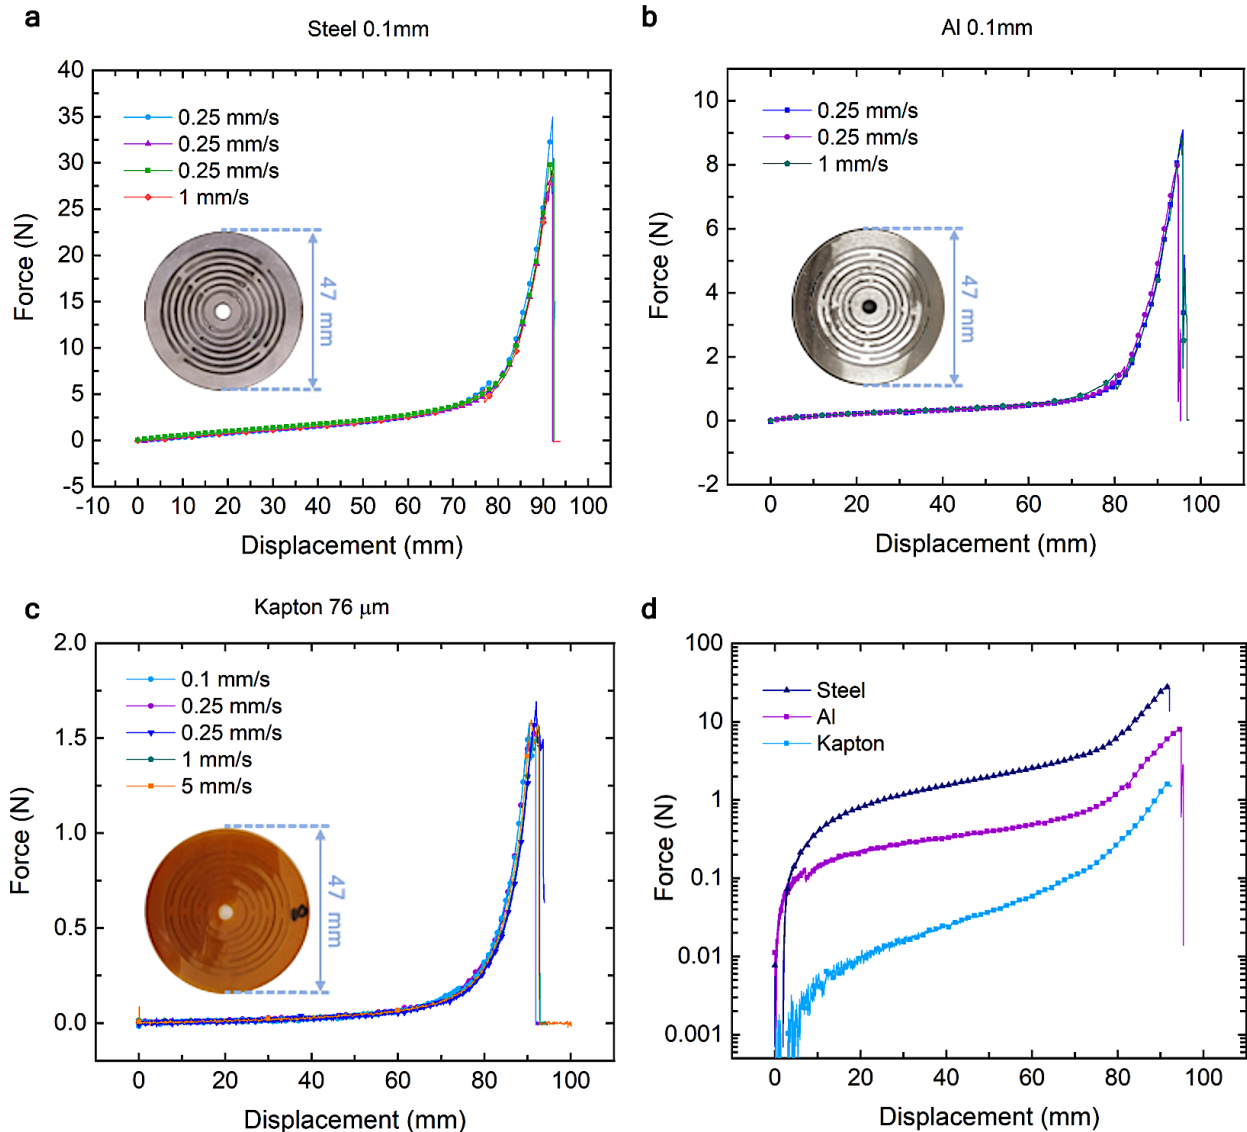 a
Steel 0.1mm
40
35
30
25
20
15
10
5
0
-5
Force (N)
0.25 mm/s
0.25 mm/s
0.25 mm/s
1 mm/s
47 mm
-10 0 10 20 30 40 50 60 70 80 90 100
Displacement (mm)
b
Al 0.1mm
10
8
6
4
2
0
-2
Force (N)
0.25 mm/s
0.25 mm/s
1 mm/s
47 mm
0 20 40 60 80 100
Displacement (mm)
c
Kapton 76 μm
2.0
1.5
1.0
0.5
0.0
Force (N)
0.1 mm/s
0.25 mm/s
0.25 mm/s
1 mm/s
5 mm/s
47 mm
0 20 40 60 80 100
Displacement (mm)
d
100
10
1
0.1
0.01
0.001
Force (N)
Steel
Al
Kapton
0 20 40 60 80 100
Displacement (mm)